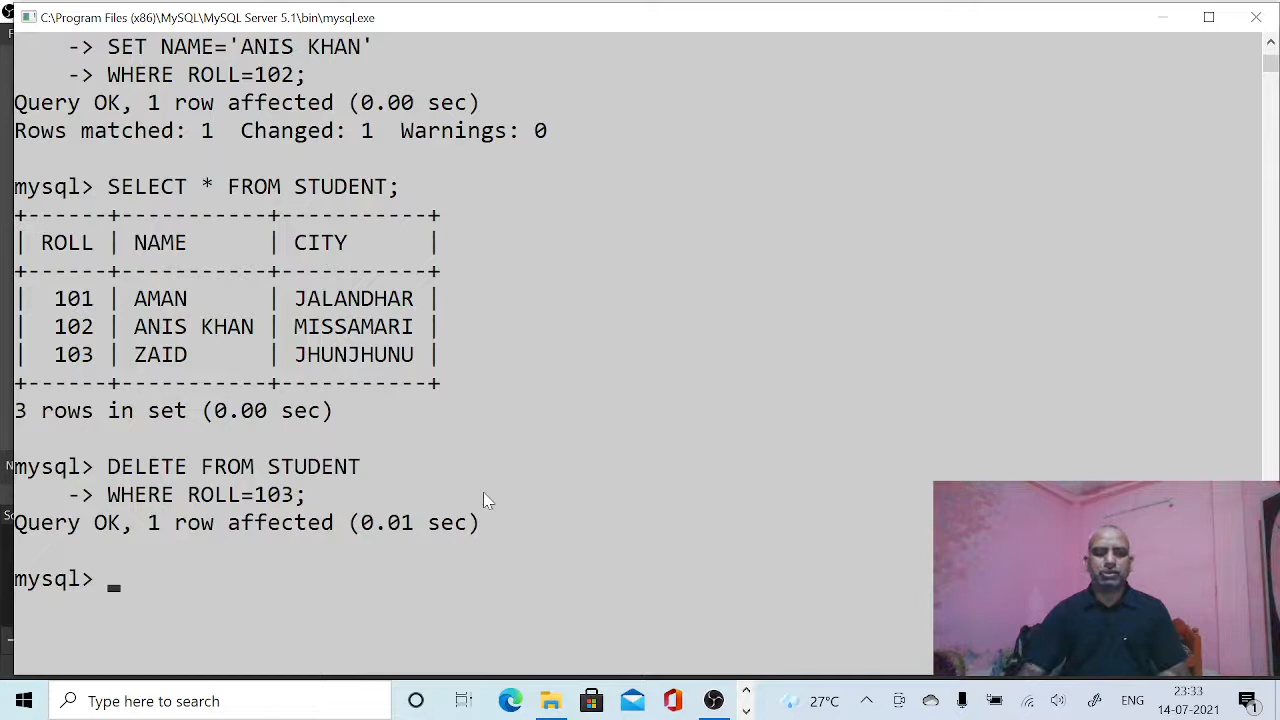 C:\Program Files (x86)\MySQL\MySQL Server 5.1\bin\mysql.exe
-> SET NAME='ANIS KHAN'
-> WHERE ROLL=102;
Query OK, 1 row affected (0.00 sec)
Rows matched: 1  Changed: 1  Warnings: 0
mysql> SELECT * FROM STUDENT;
+------+-----------+-----------+
| ROLL | NAME      | CITY      |
+------+-----------+-----------+
|  101 | AMAN      | JALANDHAR |
|  102 | ANIS KHAN | MISSAMARI |
|  103 | ZAID      | JHUNJHUNU |
+------+-----------+-----------+
3 rows in set (0.00 sec)
mysql> DELETE FROM STUDENT
-> WHERE ROLL=103;
Query OK, 1 row affected (0.01 sec)
mysql> _
Type here to search
27°C
ENG
23:33
14-07-2021
1